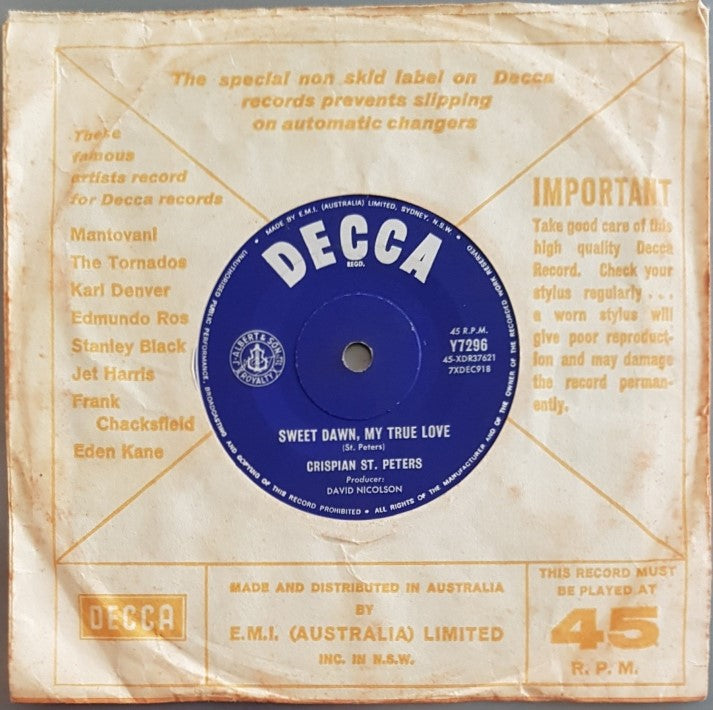 The special non skid label on Decca
records prevents slipping
on automatic changers
These
famous
artists record
for Decca records
Mantovani
The Tornados
Karl Denver
Edmundo Ros
Stanley Black
Jet Harris
Frank
Chacksfield
Eden Kane
IMPORTANT
Take good care of this
high quality Decca
Record. Check your
stylus regularly...
a worn stylus will
give poor reproduct-
ion and may damage
the record perman-
ently.
MADE BY E.M.I. (AUSTRALIA) LIMITED, SYDNEY, N.S.W.
UNAUTHORISED PUBLIC PERFORMANCE, BROADCASTING AND COPYING OF THIS RECORD PROHIBITED • ALL RIGHTS OF THE MANUFACTURER AND OF THE OWNER OF THE RECORDED WORK RESERVED
DECCA
REGD.
J. ALBERT & SON
ROYALTY
45 R.P.M.
Y7296
45-XDR37621
7XDEC918
SWEET DAWN, MY TRUE LOVE
(St. Peters)
CRISPIAN ST. PETERS
Producer:
DAVID NICOLSON
DECCA
MADE AND DISTRIBUTED IN AUSTRALIA
BY
E.M.I. (AUSTRALIA) LIMITED
INC. IN N.S.W.
THIS RECORD MUST
BE PLAYED AT
45
R.P.M.